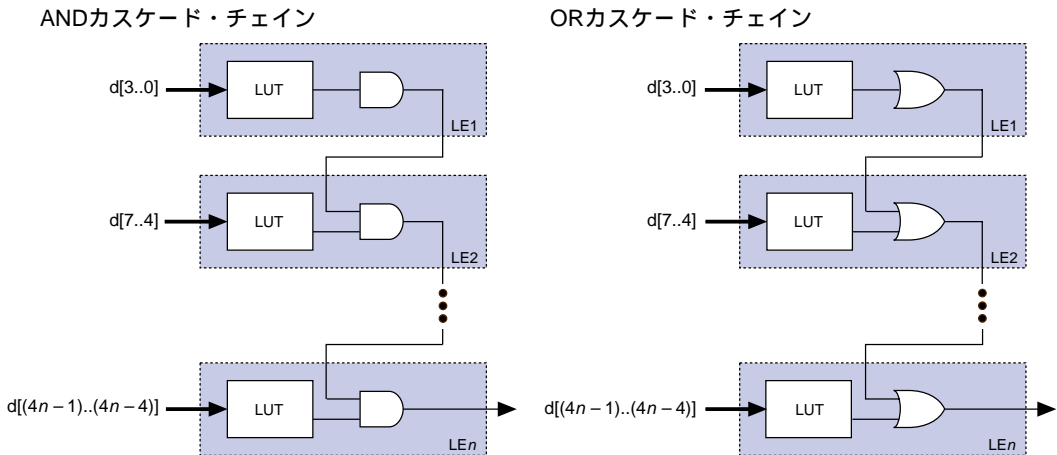 ANDカスケード・チェイン
d[3..0]
LUT
LE1
d[7..4]
LUT
LE2
d[(4n – 1)..(4n – 4)]
LUT
LEn
ORカスケード・チェイン
d[3..0]
LUT
LE1
d[7..4]
LUT
LE2
d[(4n – 1)..(4n – 4)]
LUT
LEn